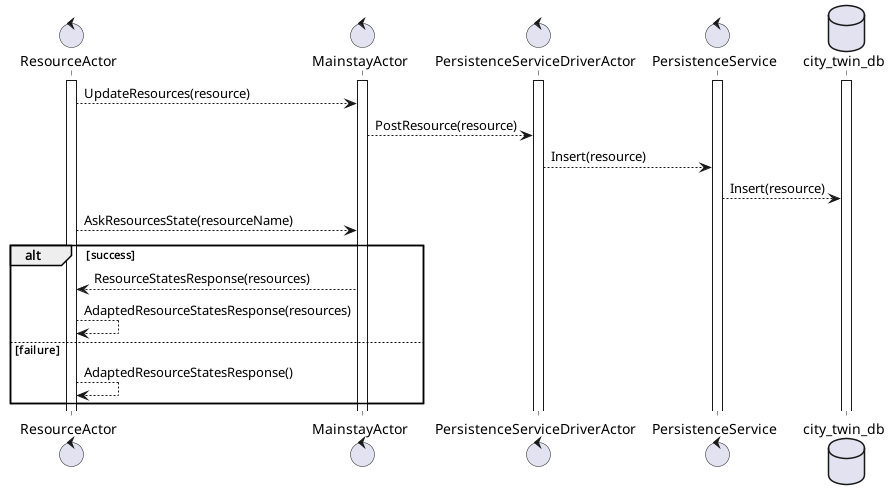 ResourceActor MainstayActor PersistenceServiceDriverActor PersistenceService city_twin_db
UpdateResources(resource)
PostResource(resource)
Insert(resource)
Insert(resource)
AskResourcesState(resourceName)
alt [success]
ResourceStatesResponse(resources)
AdaptedResourceStatesResponse(resources)
[failure]
AdaptedResourceStatesResponse()
ResourceActor MainstayActor PersistenceServiceDriverActor PersistenceService city_twin_db